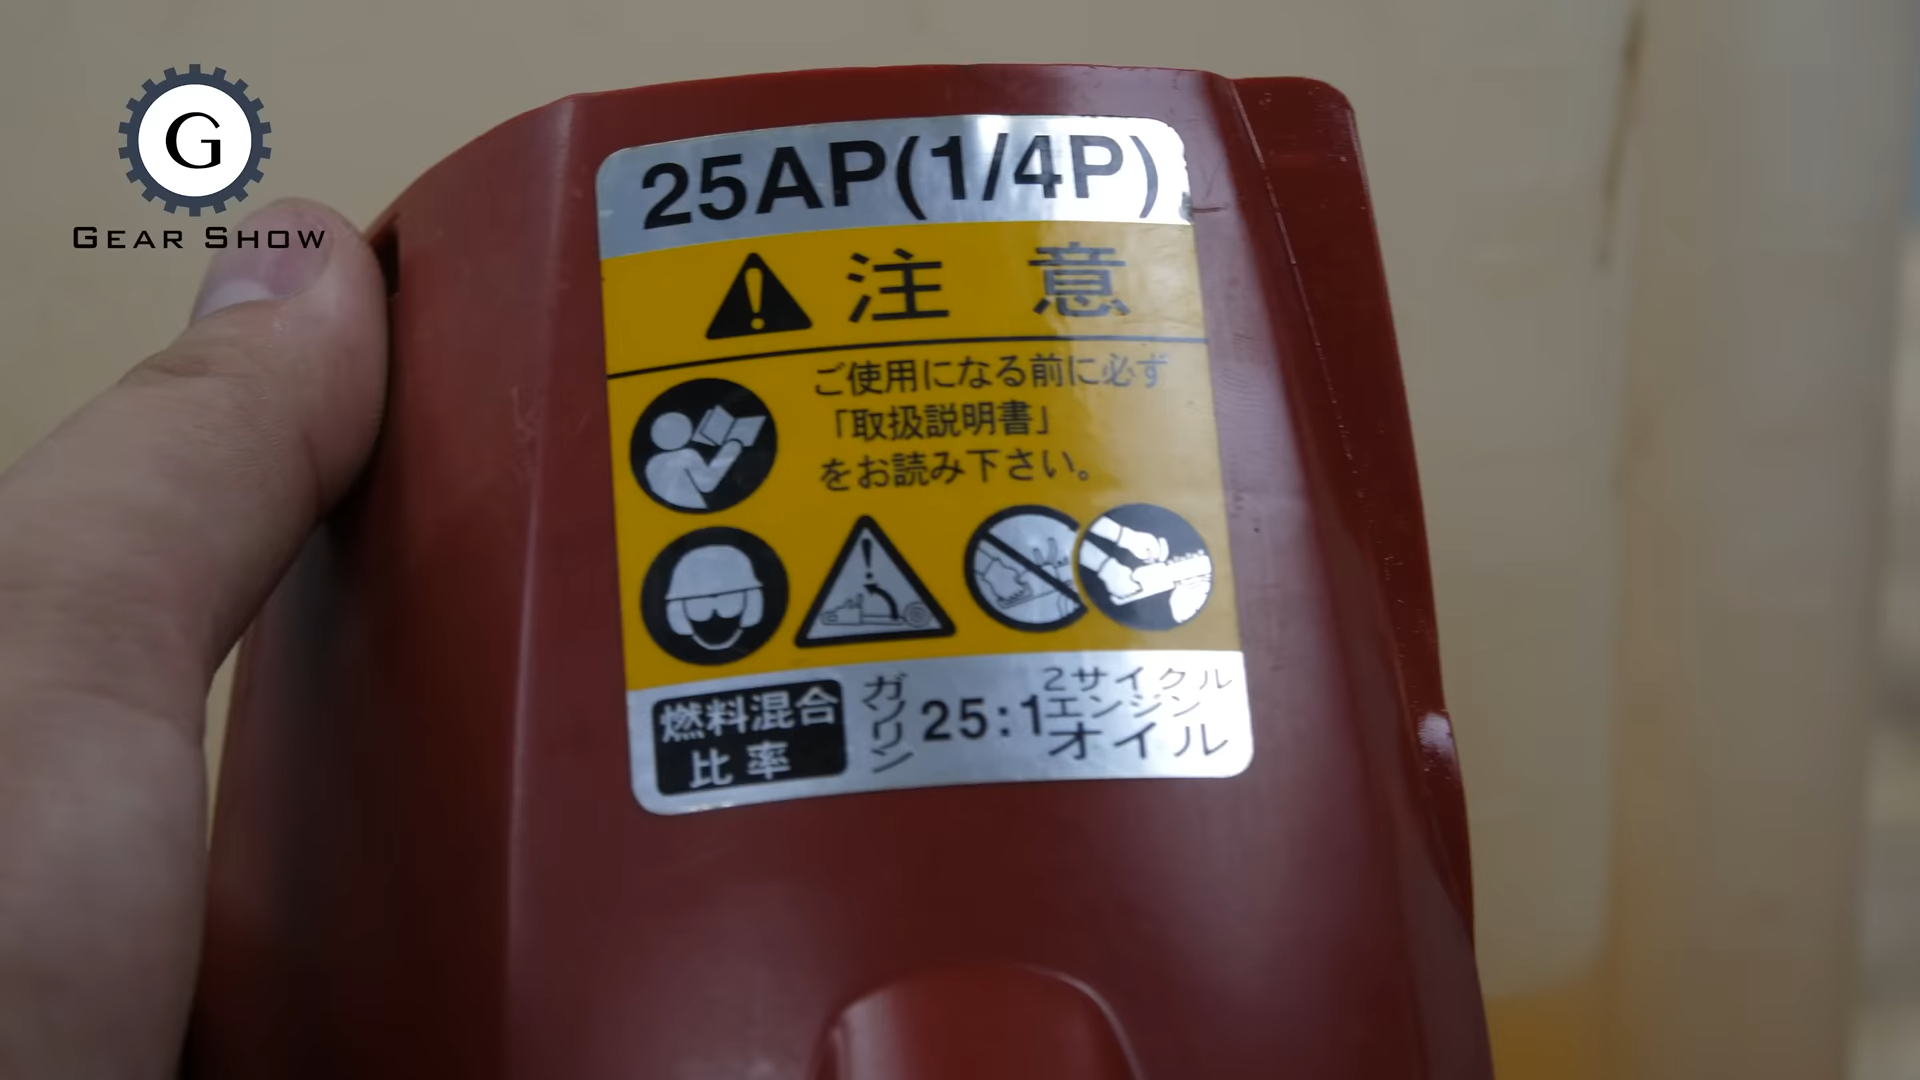 G
GEAR SHOW
25AP(1/4P)
注意
ご使用になる前に必ず
「取扱説明書」
をお読み下さい。
燃料混合
比率
ガソリン
25:1
2サイクル
エンジン
オイル